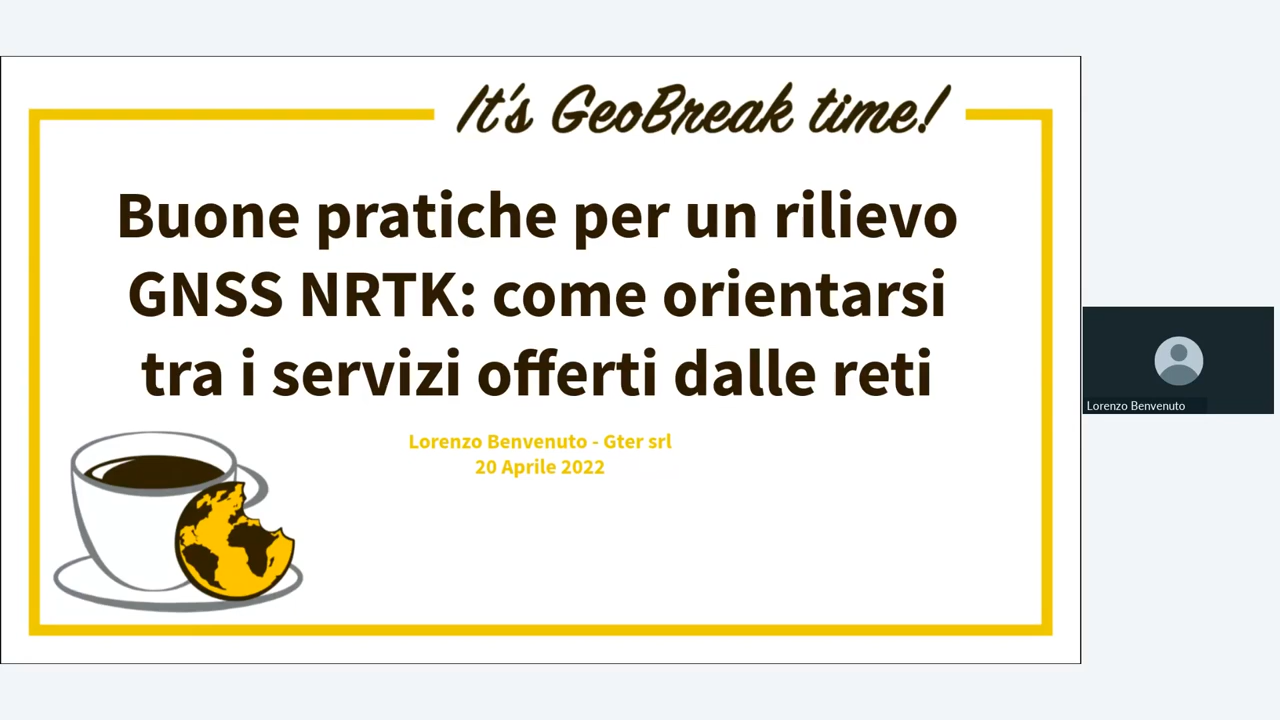 It's GeoBreak time!
Buone pratiche per un rilievo
GNSS NRTK: come orientarsi
tra i servizi offerti dalle reti
Lorenzo Benvenuto - Gter srl
20 Aprile 2022
Lorenzo Benvenuto